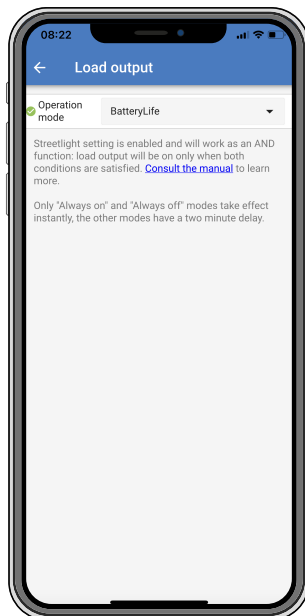 08:22
Load output
Operation
mode
BatteryLife
Streetlight setting is enabled and will work as an AND
function: load output will be on only when both
conditions are satisfied. Consult the manual to learn
more.
Only "Always on" and "Always off" modes take effect
instantly, the other modes have a two minute delay.